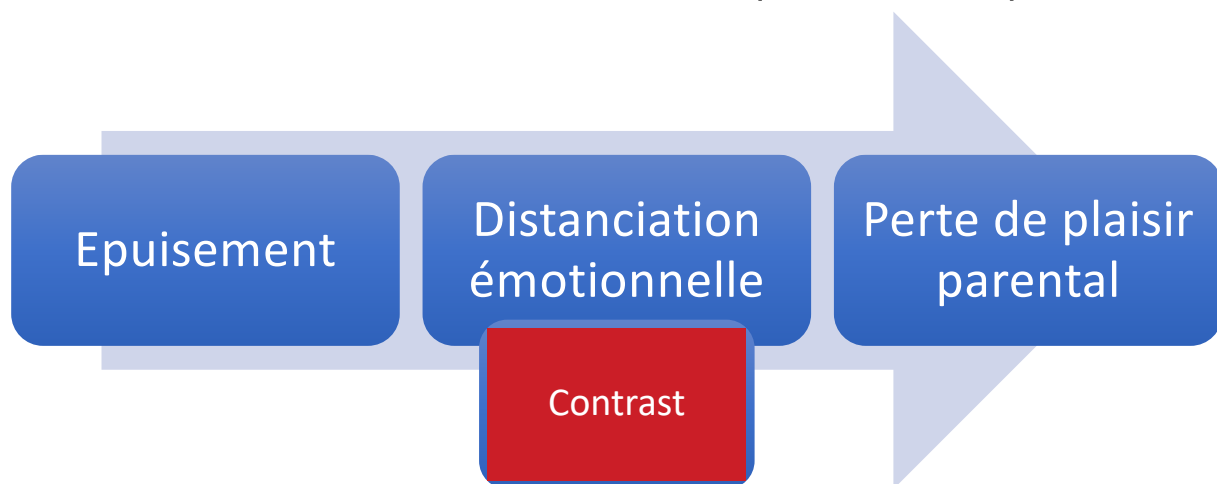 Epuisement
Distanciation
émotionnelle
Perte de plaisir
parental
Contrast